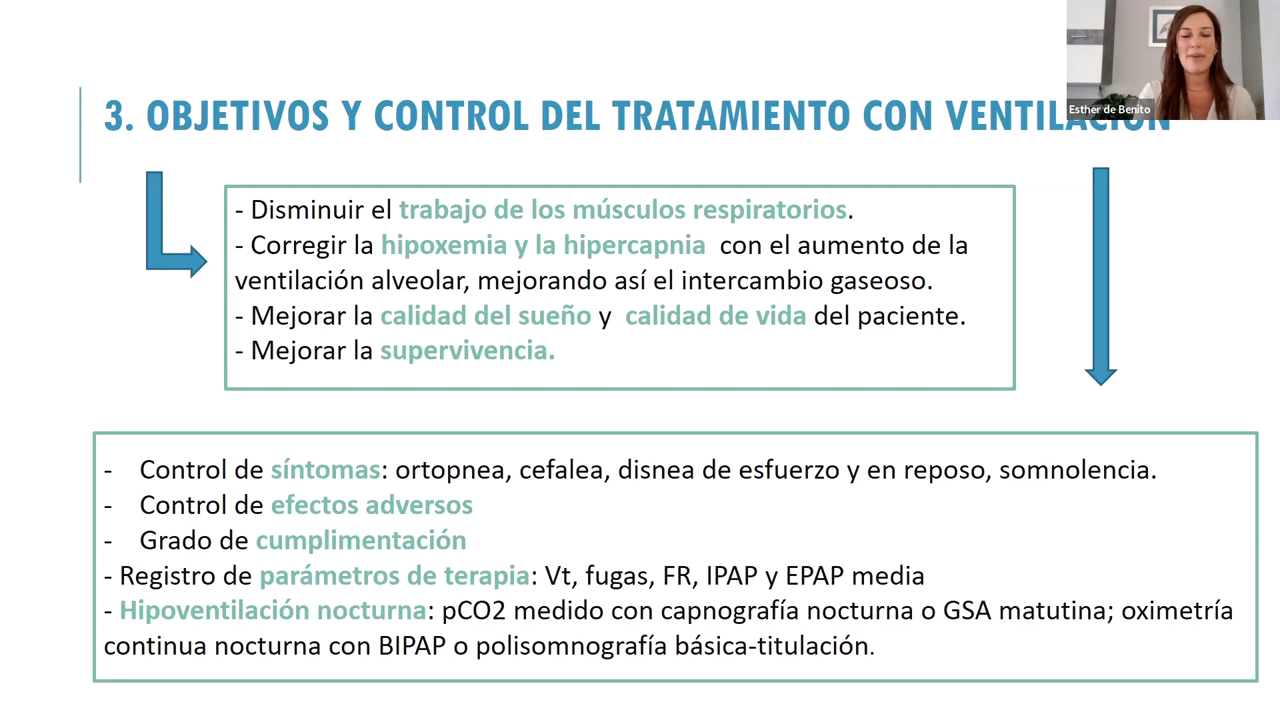 3. OBJETIVOS Y CONTROL DEL TRATAMIENTO CON VENTILACIÓN
Esther de Benito
- Disminuir el trabajo de los músculos respiratorios.
- Corregir la hipoxemia y la hipercapnia con el aumento de la
ventilación alveolar, mejorando así el intercambio gaseoso.
- Mejorar la calidad del sueño y calidad de vida del paciente.
- Mejorar la supervivencia.
- Control de síntomas: ortopnea, cefalea, disnea de esfuerzo y en reposo, somnolencia.
- Control de efectos adversos
- Grado de cumplimentación
- Registro de parámetros de terapia: Vt, fugas, FR, IPAP y EPAP media
- Hipoventilación nocturna: pCO2 medido con capnografía nocturna o GSA matutina; oximetría
continua nocturna con BIPAP o polisomnografía básica-titulación.